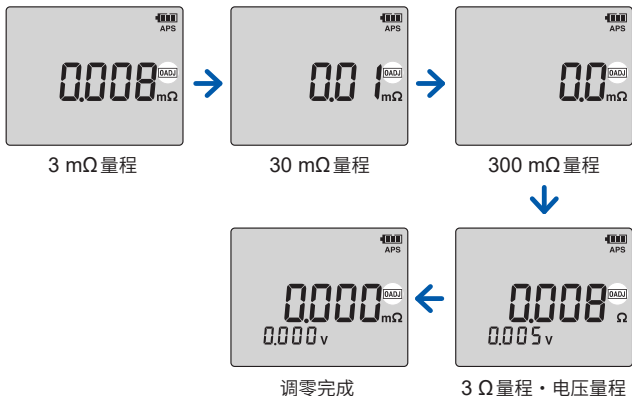 APS
0.008 0ADJ mΩ
3 mΩ量程
APS
0.01 0ADJ mΩ
30 mΩ量程
APS
0.0 0ADJ mΩ
300 mΩ量程
APS
0.008 0ADJ Ω
0.005 v
3 Ω量程・电压量程
APS
0.000 0ADJ mΩ
0.000 v
调零完成